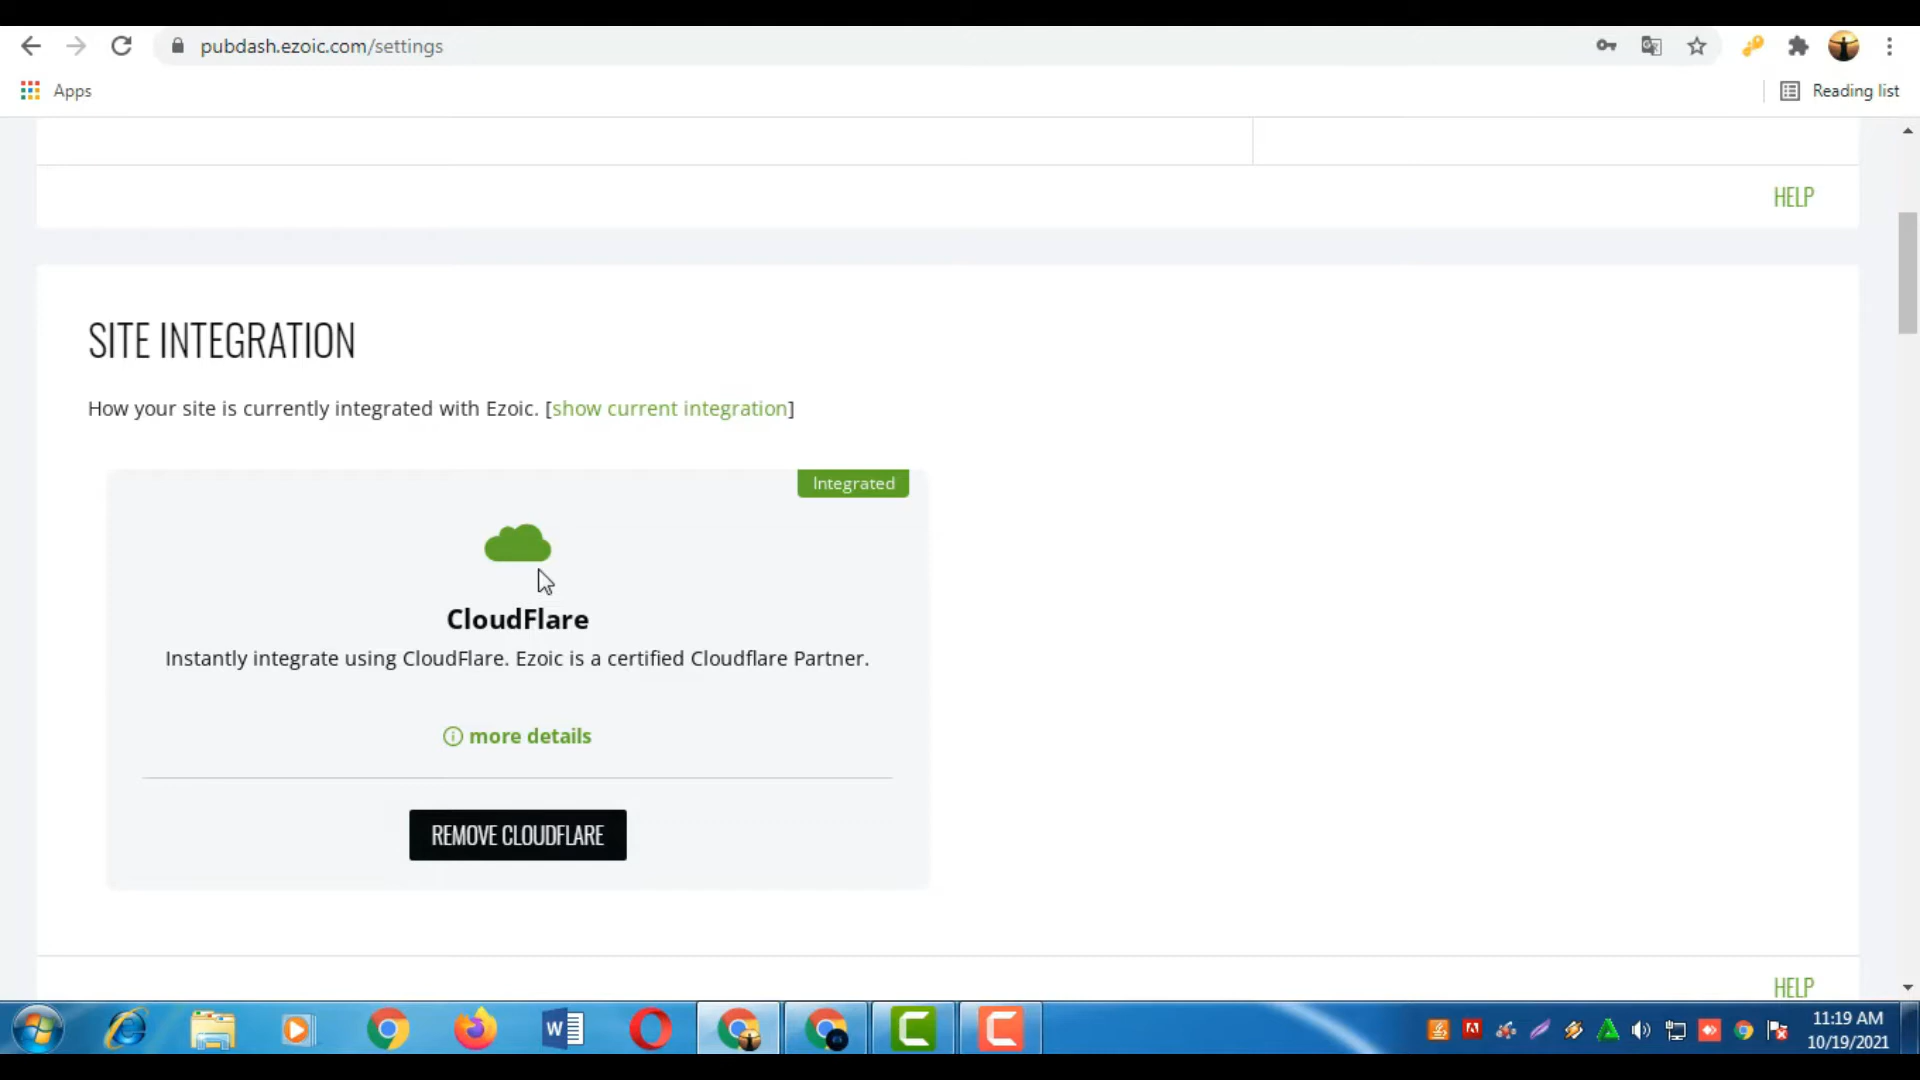 pubdash.ezoic.com/settings
Apps
Reading list
HELP
SITE INTEGRATION
How your site is currently integrated with Ezoic. [show current integration]
Integrated
CloudFlare
Instantly integrate using CloudFlare. Ezoic is a certified Cloudflare Partner.
more details
REMOVE CLOUDFLARE
HELP
11:19 AM
10/19/2021